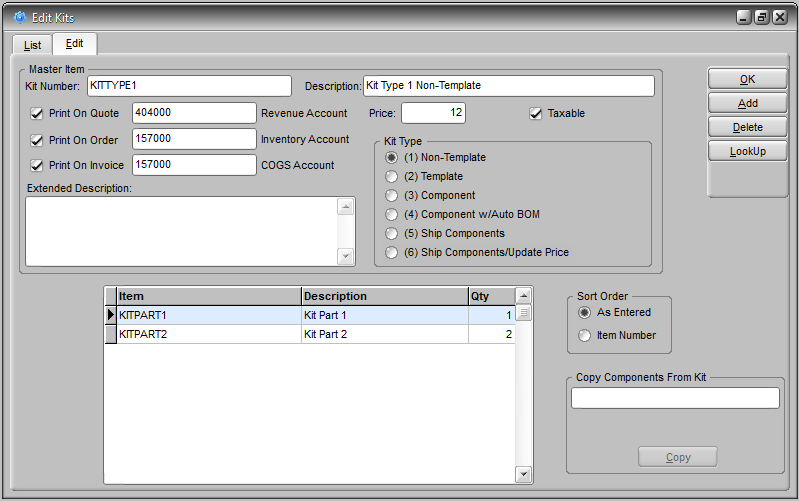 Edit Kits
List Edit
Master Item
Kit Number: KITTYPE1 Description: Kit Type 1 Non-Template
Print On Quote 404000 Revenue Account Price: 12 Taxable
Print On Order 157000 Inventory Account
Print On Invoice 157000 COGS Account
Extended Description:
Kit Type
(1) Non-Template
(2) Template
(3) Component
(4) Component w/Auto BOM
(5) Ship Components
(6) Ship Components/Update Price
OK
Add
Delete
LookUp
Item Description Qty
KITPART1 Kit Part 1 1
KITPART2 Kit Part 2 2
Sort Order
As Entered
Item Number
Copy Components From Kit
Copy